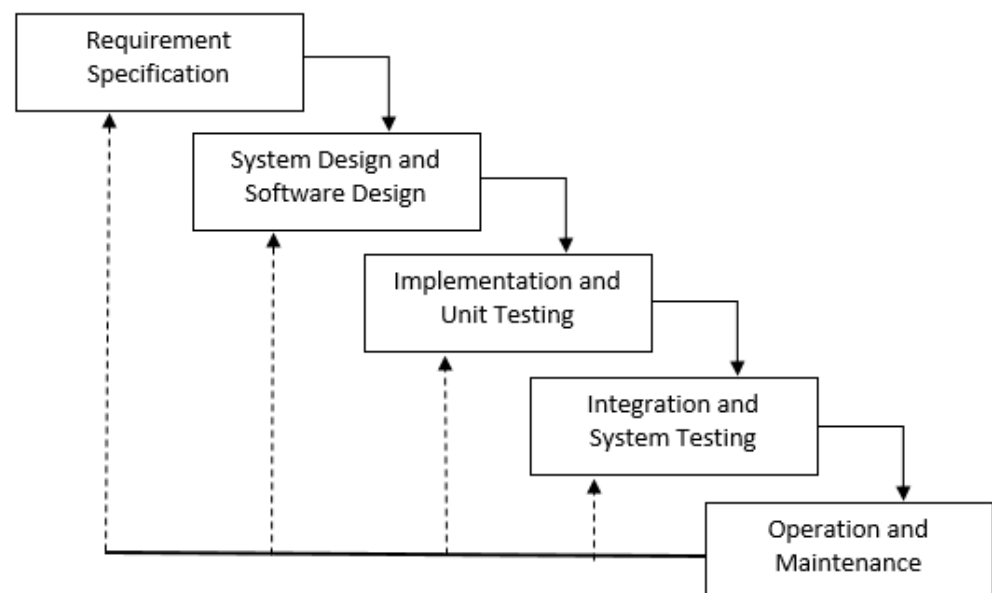 Requirement
Specification
System Design and
Software Design
Implementation and
Unit Testing
Integration and
System Testing
Operation and
Maintenance